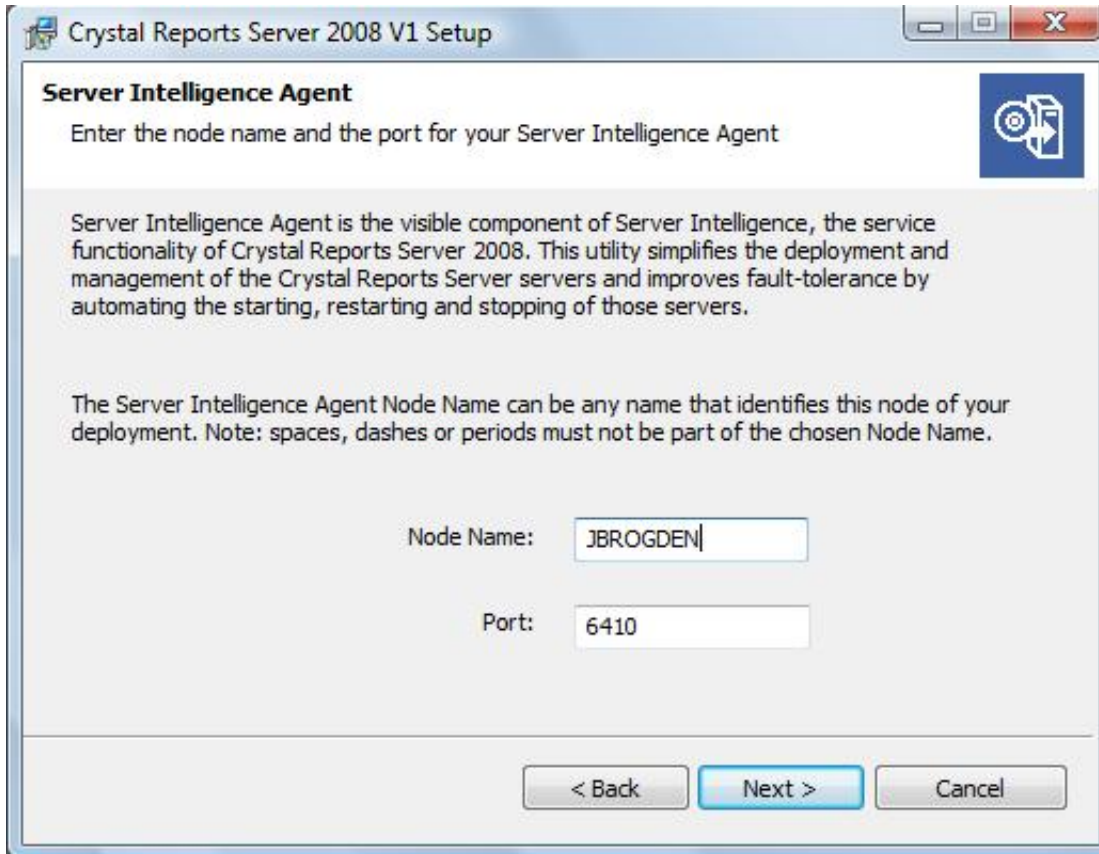 Crystal Reports Server 2008 V1 Setup
Server Intelligence Agent
Enter the node name and the port for your Server Intelligence Agent
Server Intelligence Agent is the visible component of Server Intelligence, the service
functionality of Crystal Reports Server 2008. This utility simplifies the deployment and
management of the Crystal Reports Server servers and improves fault-tolerance by
automating the starting, restarting and stopping of those servers.
The Server Intelligence Agent Node Name can be any name that identifies this node of your
deployment. Note: spaces, dashes or periods must not be part of the chosen Node Name.
Node Name: JBROGDEN
Port: 6410
< Back Next > Cancel